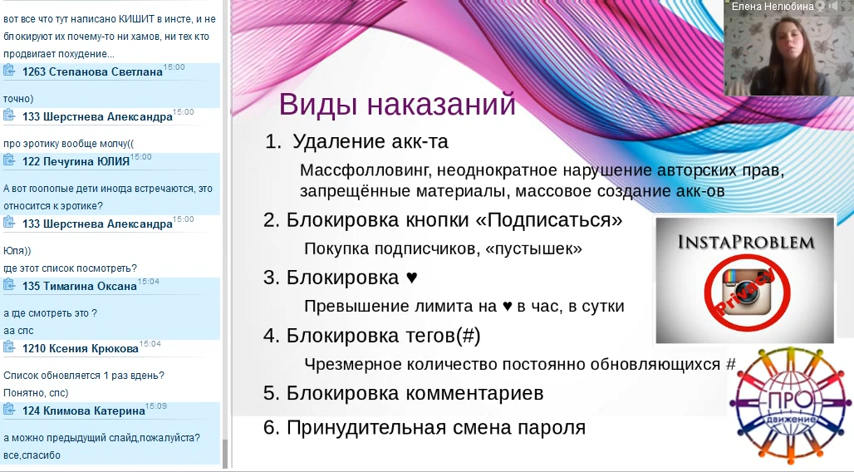 вот все что тут написано КИШИТ в инсте, и не
блокируют их почему-то ни хамов, ни тех кто
продвигает похудение...
1263 Степанова Светлана 15:00
точно)
133 Шерстнева Александра 15:00
про эротику вообще молчу((
122 Печугина ЮЛИЯ 15:00
А вот гоопопые дети иногда встречаются, это
относится к эротике?
133 Шерстнева Александра 15:00
Юля))
где этот список посмотреть?
135 Тимагина Оксана 15:04
а где смотреть это ?
аа спс
1210 Ксения Крюкова 15:04
Список обновляется 1 раз вдень?
Понятно, спс)
124 Климова Катерина 15:09
а можно предыдущий слайд,пожалуйста?
все,спасибо
Елена Нелюбина
Виды наказаний
1. Удаление акк-та
Массфолловинг, неоднократное нарушение авторских прав,
запрещённые материалы, массовое создание акк-ов
2. Блокировка кнопки «Подписаться»
Покупка подписчиков, «пустышек»
3. Блокировка ♥
Превышение лимита на ♥ в час, в сутки
4. Блокировка тегов(#)
Чрезмерное количество постоянно обновляющихся #
5. Блокировка комментариев
6. Принудительная смена пароля
INSTAPROBLEM
Privacy
ПРО
движение